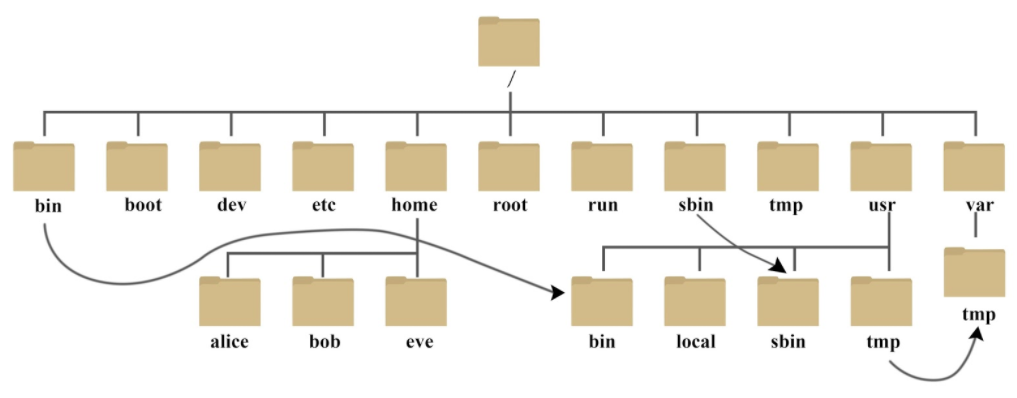 /
bin boot dev etc home root run sbin tmp usr var
tmp
alice bob eve bin local sbin tmp